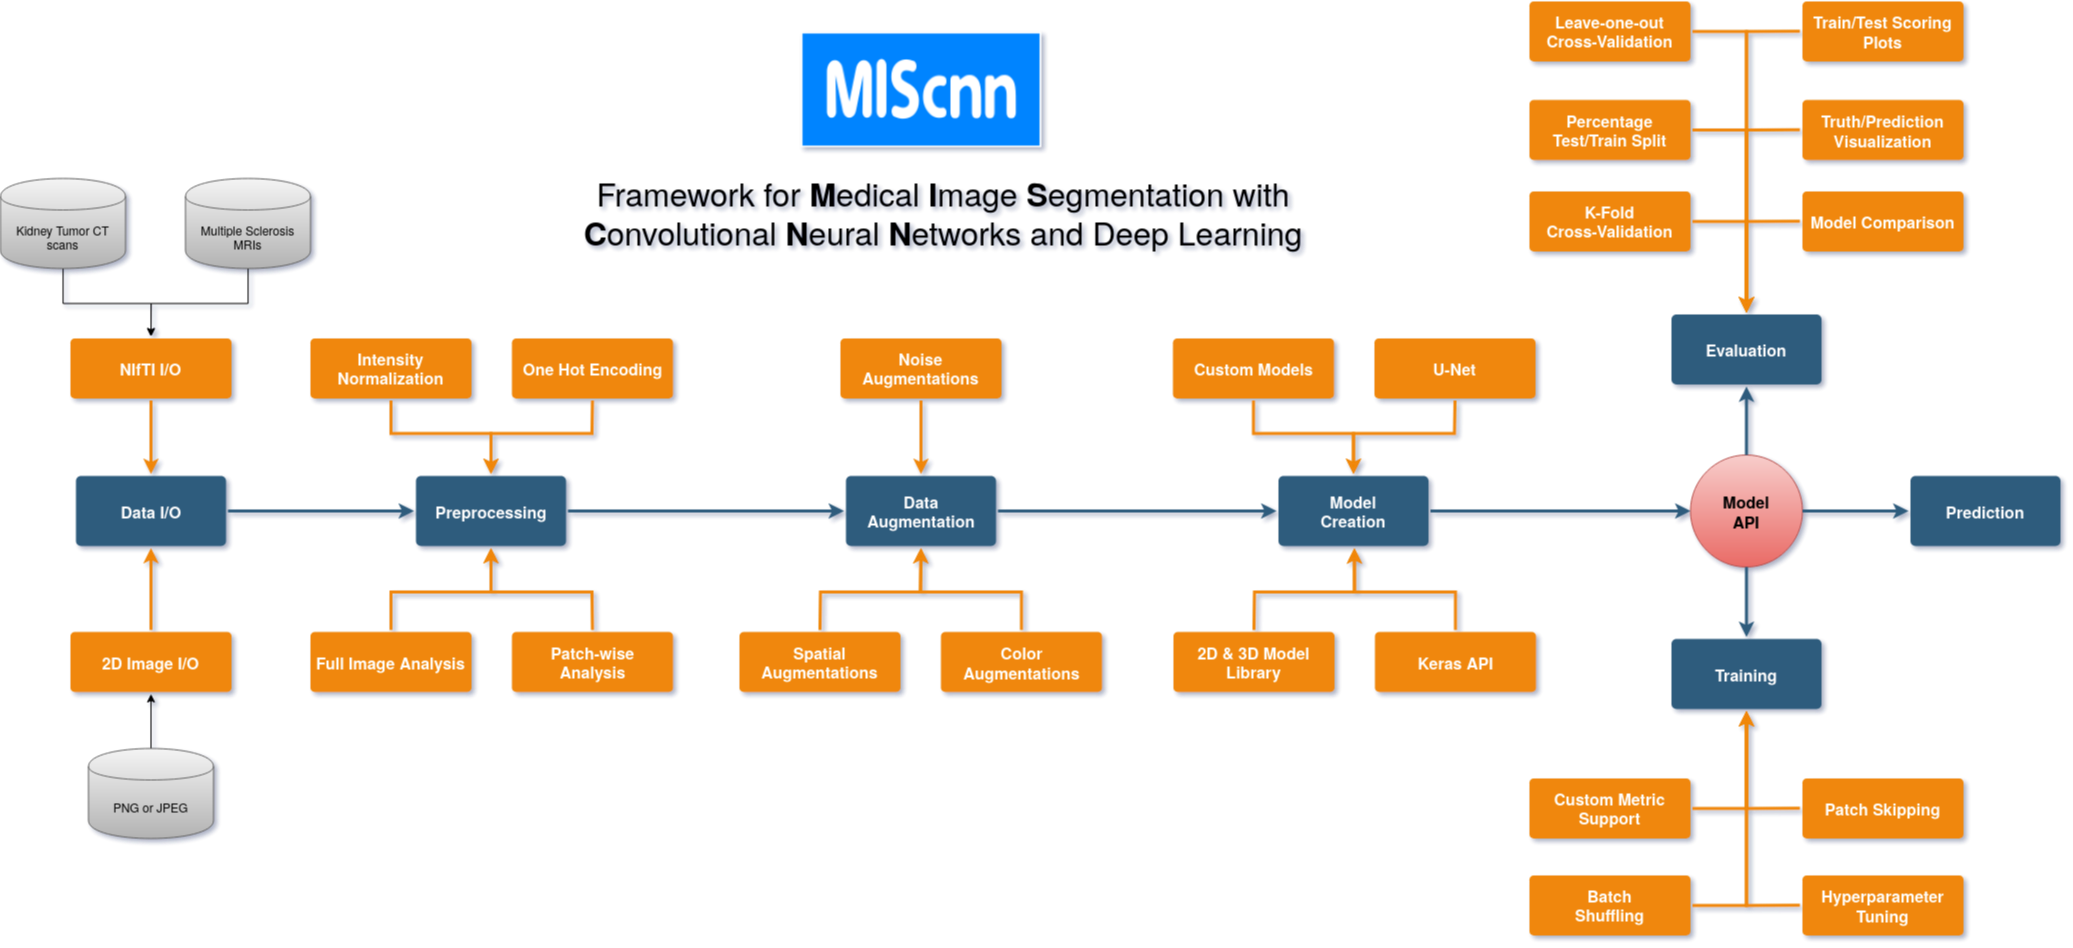 MIScnn
Framework for Medical Image Segmentation with
Convolutional Neural Networks and Deep Learning
Kidney Tumor CT
scans
Multiple Sclerosis
MRIs
NIfTI I/O
Data I/O
2D Image I/O
PNG or JPEG
Intensity
Normalization
One Hot Encoding
Preprocessing
Full Image Analysis
Patch-wise
Analysis
Noise
Augmentations
Data
Augmentation
Spatial
Augmentations
Color
Augmentations
Custom Models
U-Net
Model
Creation
2D & 3D Model
Library
Keras API
Leave-one-out
Cross-Validation
Train/Test Scoring
Plots
Percentage
Test/Train Split
Truth/Prediction
Visualization
K-Fold
Cross-Validation
Model Comparison
Evaluation
Model
API
Prediction
Training
Custom Metric
Support
Patch Skipping
Batch
Shuffling
Hyperparameter
Tuning